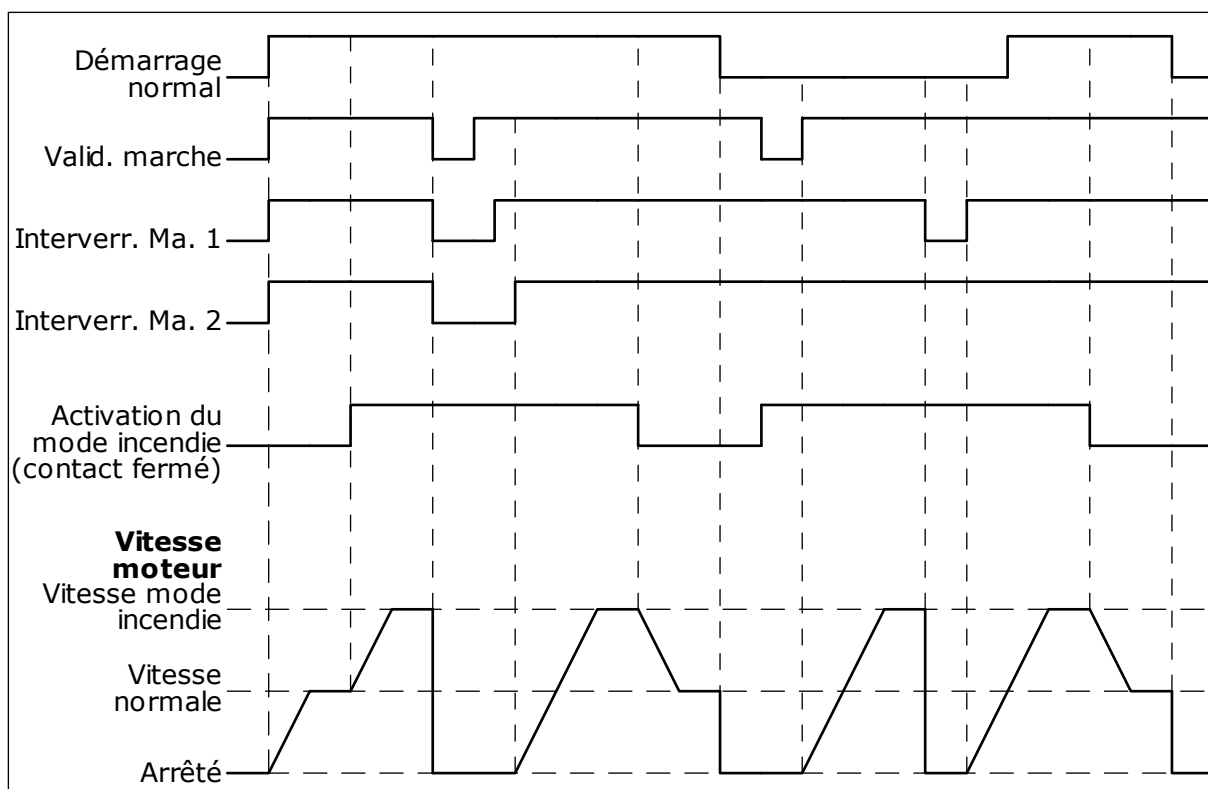 Démarrage
normal
Valid. marche
Interverr. Ma. 1
Interverr. Ma. 2
Activation du
mode incendie
(contact fermé)
Vitesse
moteur
Vitesse mode
incendie
Vitesse
normale
Arrêté